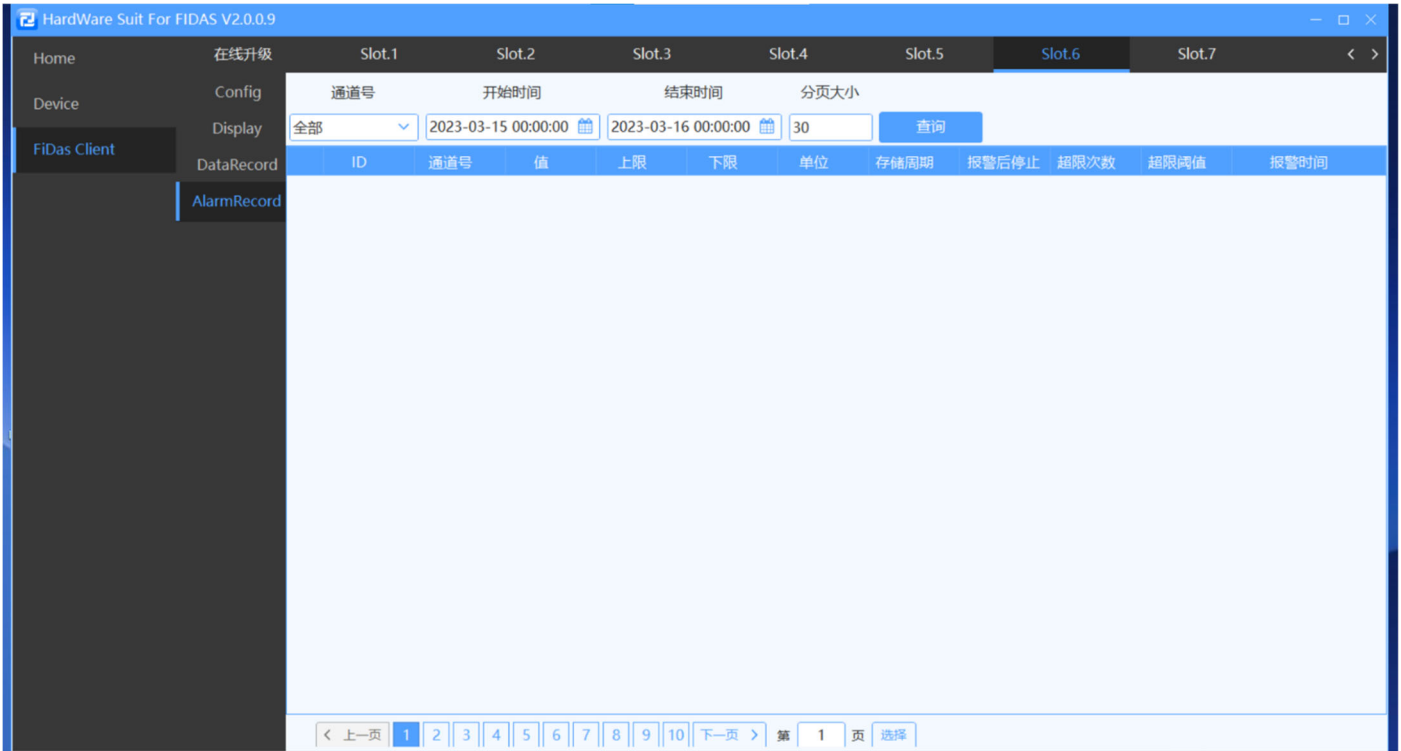 HardWare Suit For FIDAS V2.0.0.9
Home
Device
FiDas Client
在线升级
Config
Display
DataRecord
AlarmRecord
Slot.1 Slot.2 Slot.3 Slot.4 Slot.5 Slot.6 Slot.7
通道号 开始时间 结束时间 分页大小
全部 2023-03-15 00:00:00 2023-03-16 00:00:00 30 查询
ID 通道号 值 上限 下限 单位 存储周期 报警后停止 超限次数 超限阈值 报警时间
< 上一页 1 2 3 4 5 6 7 8 9 10 下一页 > 第 1 页 选择